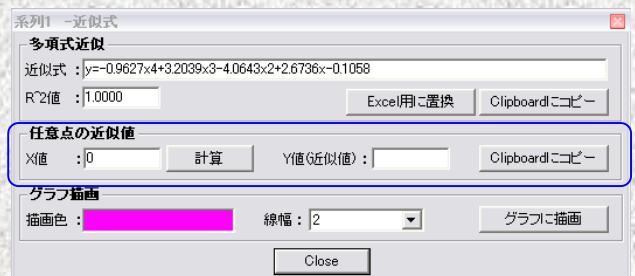 系列1 -近似式
多項式近似
近似式 : y=-0.9627x4+3.2039x3-4.0643x2+2.6736x-0.1058
R^2値 : 1.0000 Excel用に置換 Clipboardにコピー
任意点の近似値
X値 : 0 計算 Y値(近似値) : Clipboardにコピー
グラフ描画
描画色 : 線幅 : 2 グラフに描画
Close